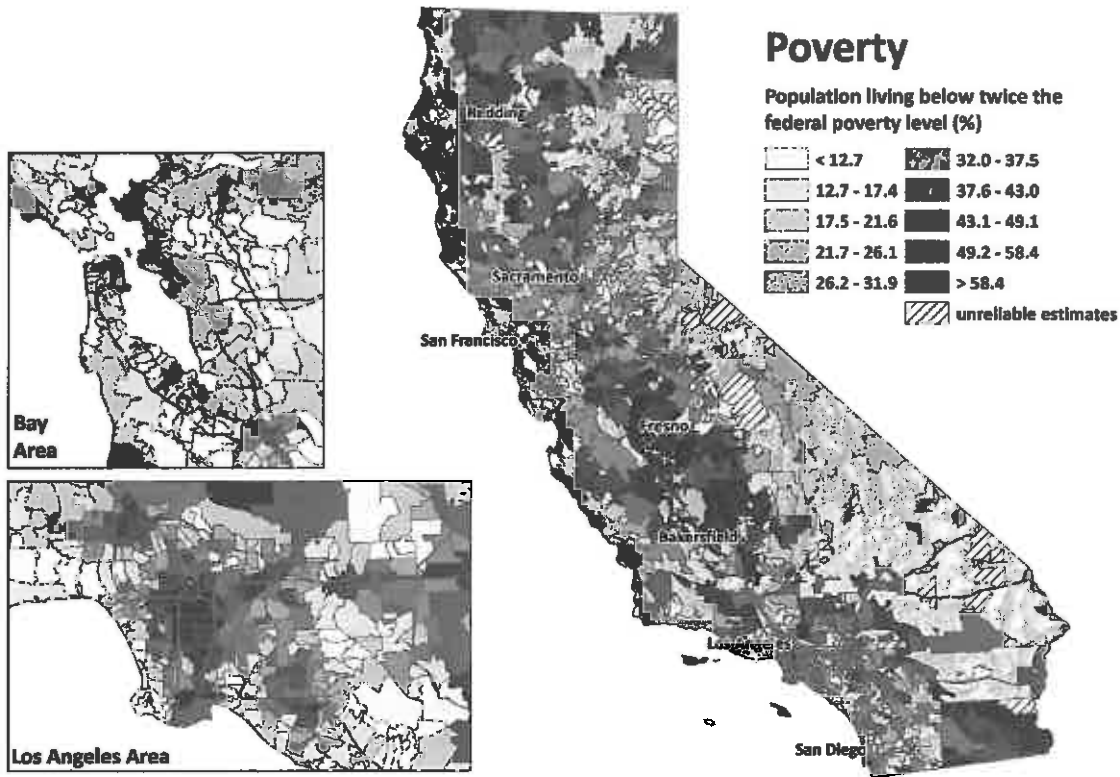 Poverty
Population living below twice the
federal poverty level (%)
< 12.7
12.7 - 17.4
17.5 - 21.6
21.7 - 26.1
26.2 - 31.9
32.0 - 37.5
37.6 - 43.0
43.1 - 49.1
49.2 - 58.4
> 58.4
unreliable estimates
Redding
Sacramento
San Francisco
Fresno
Bakersfield
Los Angeles
San Diego
Bay
Area
Los Angeles Area